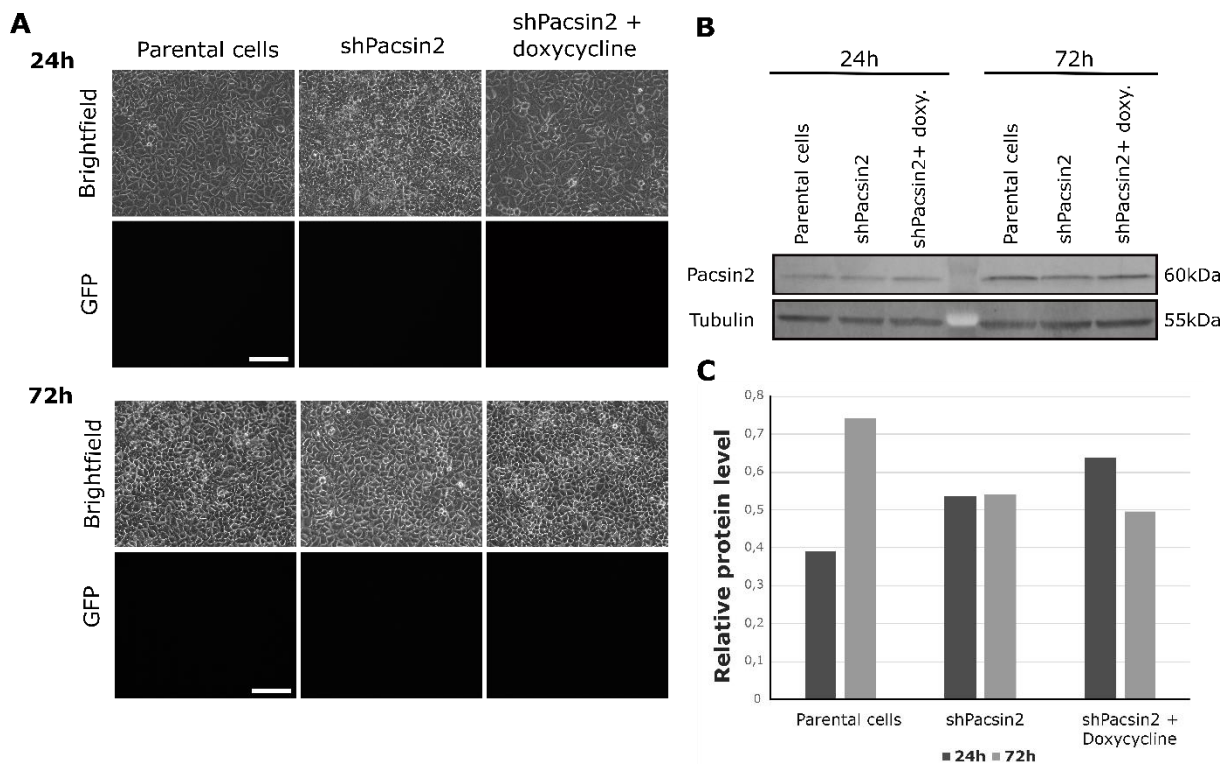 A
24h
Parental cells
shPacsin2
shPacsin2 +
doxycycline
Brightfield
GFP
72h
Brightfield
GFP
B
24h
72h
Parental cells
shPacsin2
shPacsin2+ doxy.
Parental cells
shPacsin2
shPacsin2+ doxy.
Pacsin2
60kDa
Tubulin
55kDa
C
Relative protein level
0,8
0,7
0,6
0,5
0,4
0,3
0,2
0,1
0
Parental cells
shPacsin2
shPacsin2 +
Doxycycline
24h
72h